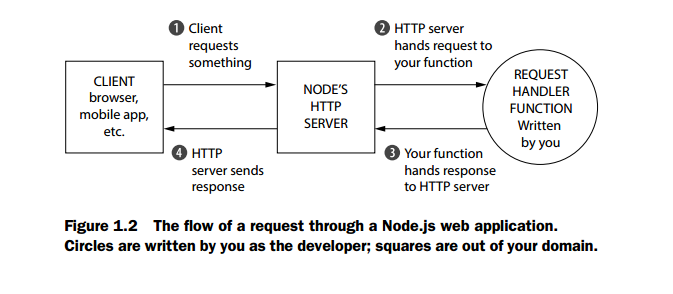 1 Client
requests
something
2 HTTP server
hands request to
your function
CLIENT
browser,
mobile app,
etc.
NODE'S
HTTP
SERVER
REQUEST
HANDLER
FUNCTION
Written
by you
4 HTTP
server sends
response
3 Your function
hands response
to HTTP server
Figure 1.2 The flow of a request through a Node.js web application.
Circles are written by you as the developer; squares are out of your domain.